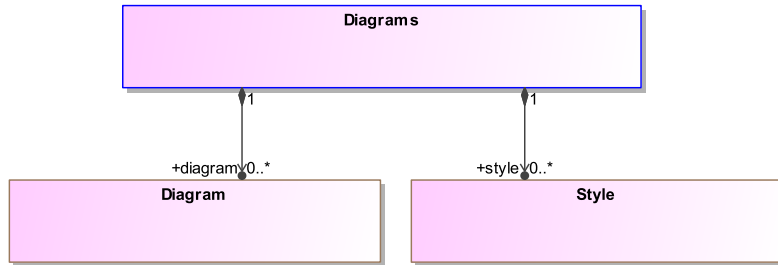 Diagrams
1
1
+diagram 0..*
+style 0..*
Diagram
Style